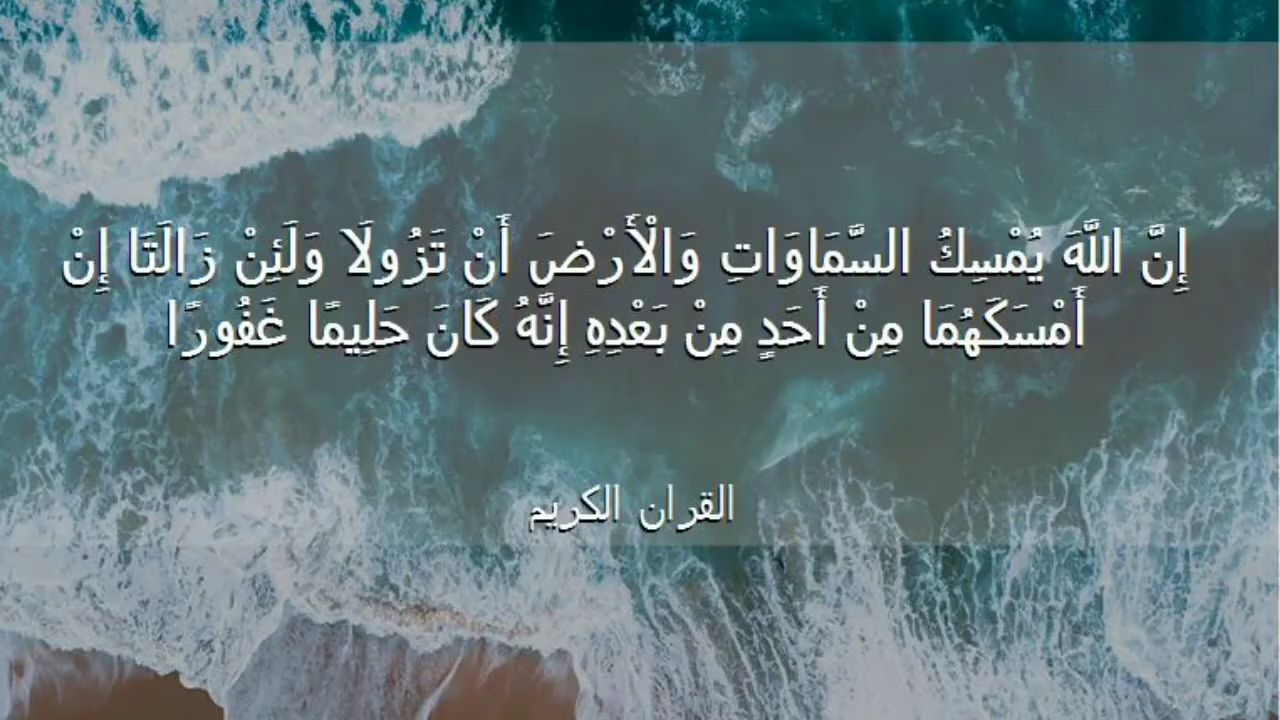 إِنَّ اللَّهَ يُمْسِكُ السَّمَاوَاتِ وَالْأَرْضَ أَنْ تَزُولَا وَلَئِنْ زَالَتَا إِنْ
أَمْسَكَهُمَا مِنْ أَحَدٍ مِنْ بَعْدِهِ إِنَّهُ كَانَ حَلِيمًا غَفُورًا
القران الكريم